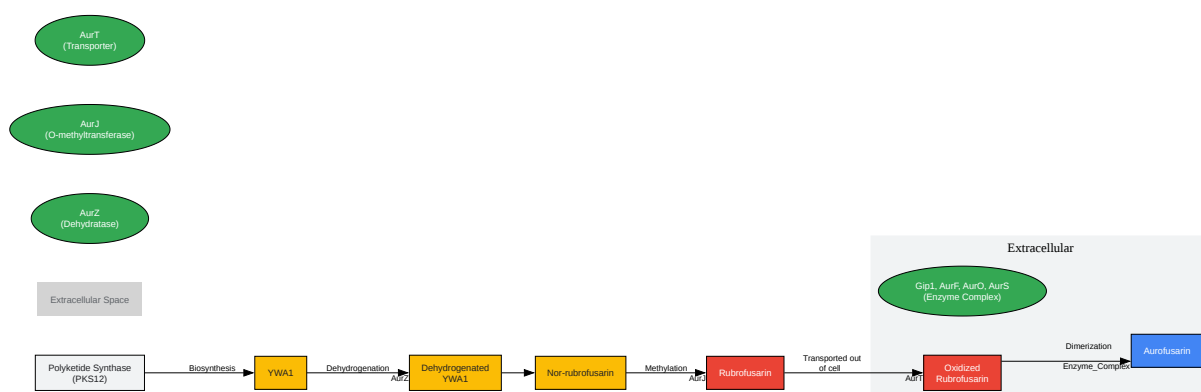 AurT
(Transporter)
AurJ
(O-methyltransferase)
AurZ
(Dehydratase)
Extracellular
Gip1, AurF, AurO, AurS
(Enzyme Complex)
Extracellular Space
Polyketide Synthase
(PKS12)
Biosynthesis
YWA1
Dehydrogenation
AurZ
Dehydrogenated
YWA1
Nor-rubrofusarin
Methylation
AurJ
Rubrofusarin
Transported out
of cell
AurT
Oxidized
Rubrofusarin
Dimerization
Enzyme_Complex
Aurofusarin